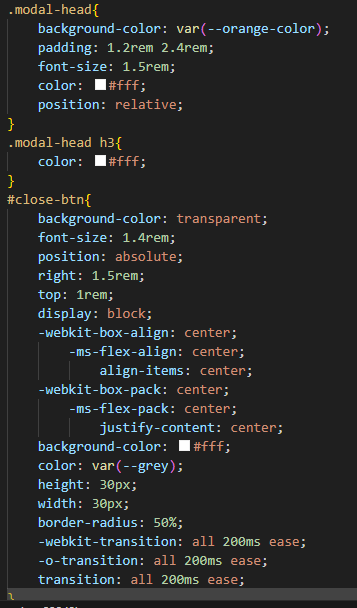 .modal-head{
    background-color: var(--orange-color);
    padding: 1.2rem 2.4rem;
    font-size: 1.5rem;
    color: #fff;
    position: relative;
}
.modal-head h3{
    color: #fff;
}
#close-btn{
    background-color: transparent;
    font-size: 1.4rem;
    position: absolute;
    right: 1.5rem;
    top: 1rem;
    display: block;
    -webkit-box-align: center;
        -ms-flex-align: center;
            align-items: center;
    -webkit-box-pack: center;
        -ms-flex-pack: center;
            justify-content: center;
    background-color: #fff;
    color: var(--grey);
    height: 30px;
    width: 30px;
    border-radius: 50%;
    -webkit-transition: all 200ms ease;
    -o-transition: all 200ms ease;
    transition: all 200ms ease;
}